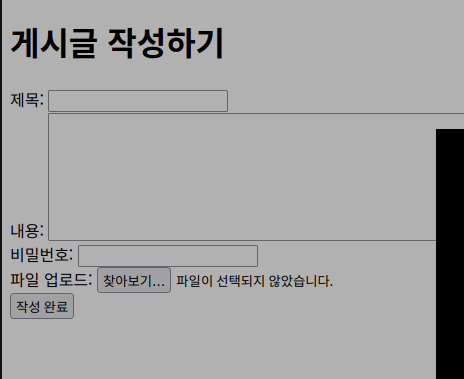 게시글 작성하기
제목:
내용:
비밀번호:
파일 업로드: 찾아보기... 파일이 선택되지 않았습니다.
작성 완료